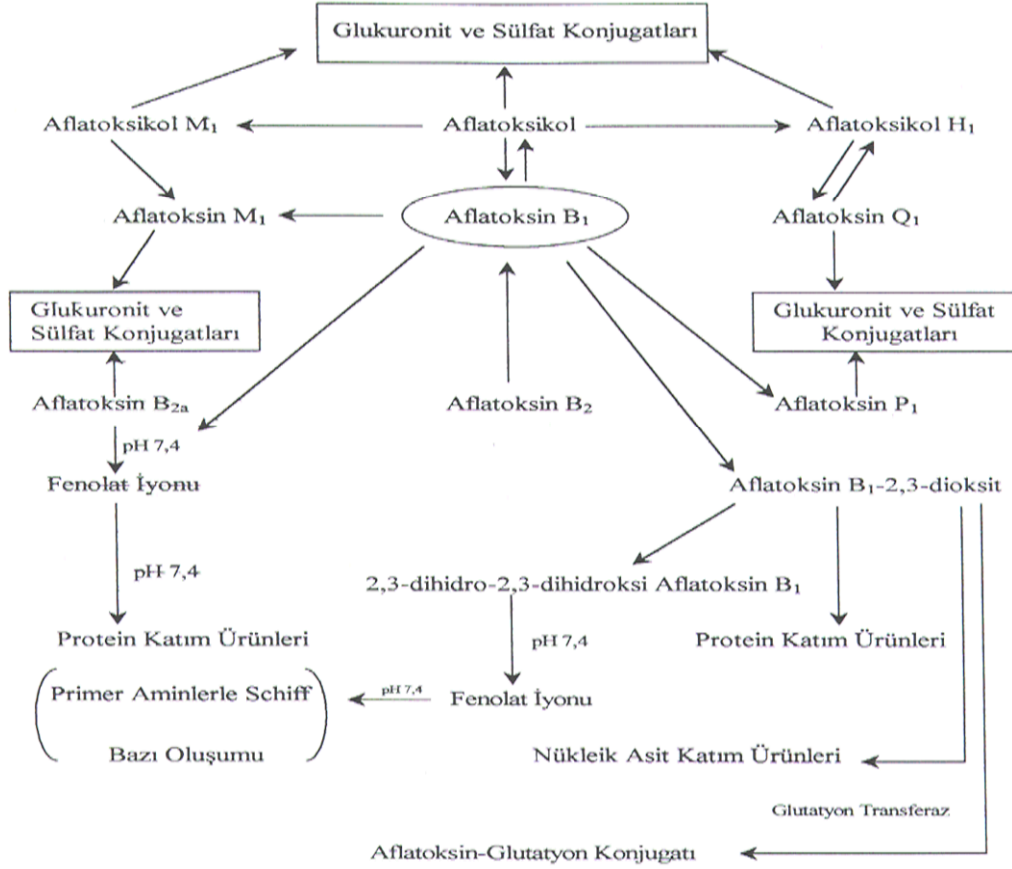 Glukuronit ve Sülfat Konjugatları
Aflatoksikol M₁
Aflatoksikol
Aflatoksikol H₁
Aflatoksin M₁
Aflatoksin B₁
Aflatoksin Q₁
Glukuronit ve
Sülfat Konjugatları
Glukuronit ve Sülfat
Konjugatları
Aflatoksin B₂ₐ
Aflatoksin B₂
Aflatoksin P₁
pH 7,4
Fenolat İyonu
Aflatoksin B₁-2,3-dioksit
pH 7,4
2,3-dihidro-2,3-dihidroksi Aflatoksin B₁
Protein Katım Ürünleri
pH 7,4
Protein Katım Ürünleri
Primer Aminlerle Schiff
Bazı Oluşumu
pH 7,4
Fenolat İyonu
Nükleik Asit Katım Ürünleri
Glutatyon Transferaz
Aflatoksin-Glutatyon Konjugatı